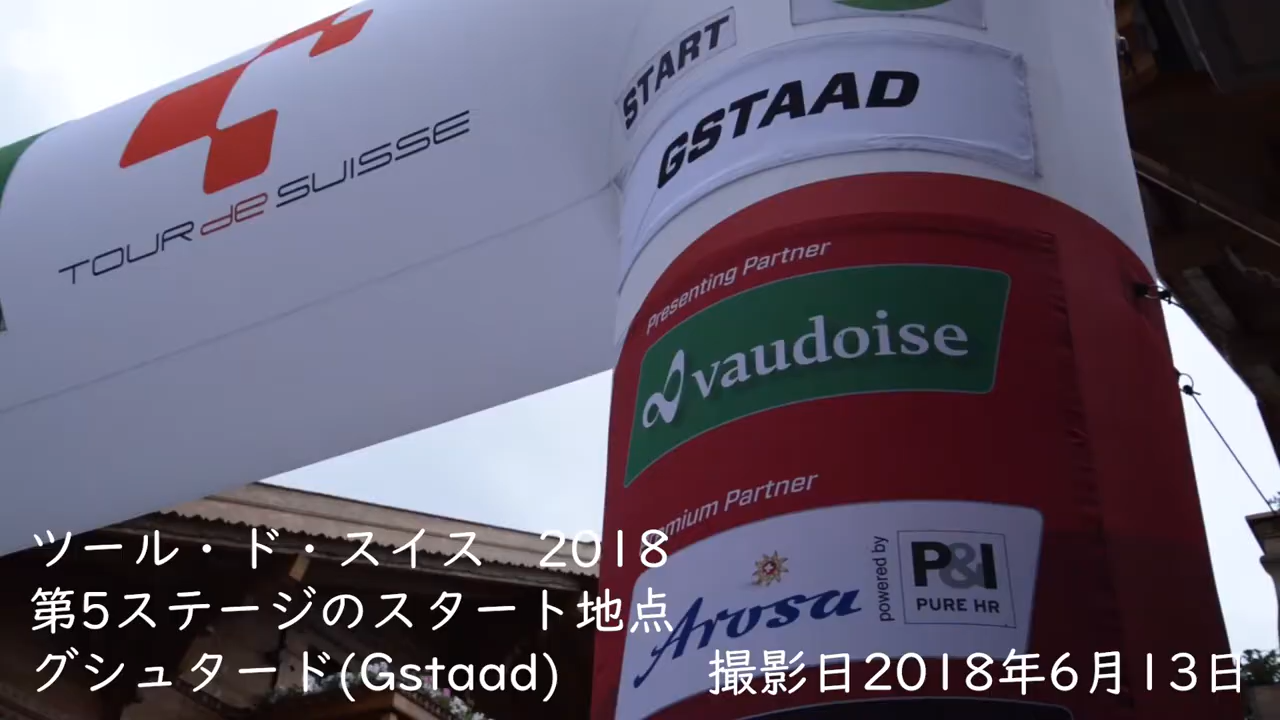 TOUR de SUISSE
START
GSTAAD
Presenting Partner
vaudoise
Premium Partner
Arosa
powered by
P&I
PURE HR
ツール・ド・スイス　2018
第5ステージのスタート地点
グシュタード(Gstaad)
撮影日2018年6月13日